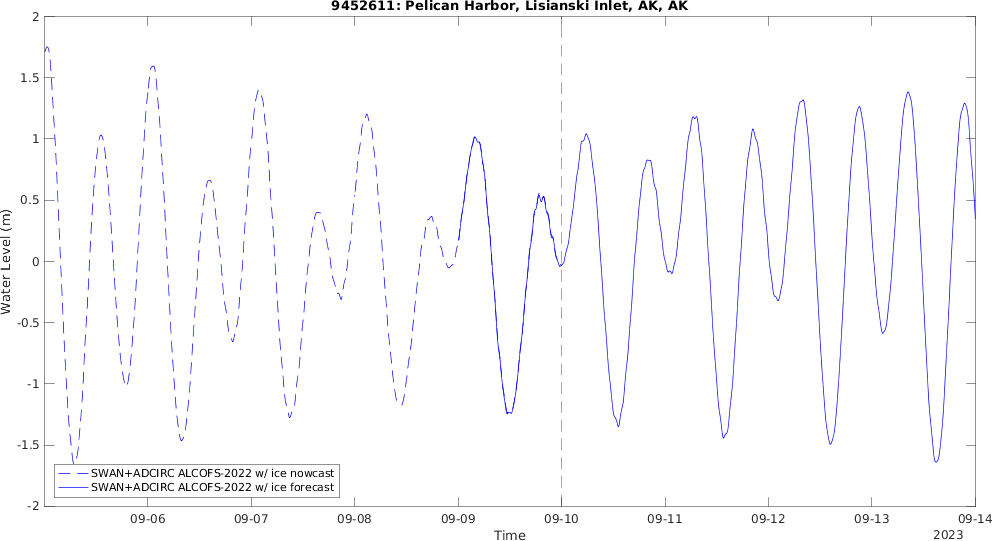 9452611: Pelican Harbor, Lisianski Inlet, AK, AK
2
1.5
1
0.5
0
-0.5
-1
-1.5
-2
Water Level (m)
SWAN+ADCIRC ALCOFS-2022 w/ ice nowcast
SWAN+ADCIRC ALCOFS-2022 w/ ice forecast
09-06 09-07 09-08 09-09 09-10 09-11 09-12 09-13 09-14
Time
2023